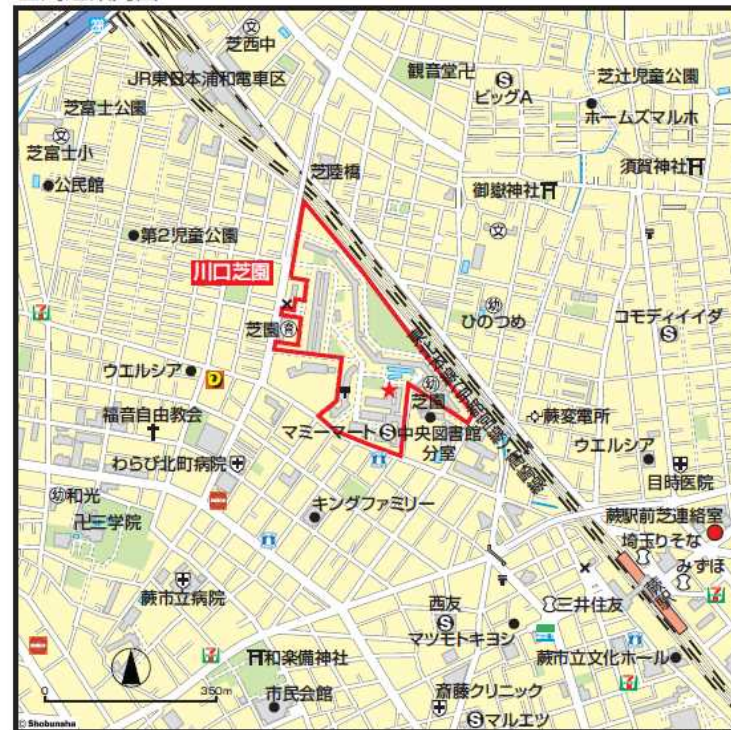 芝西中
JR東日本浦和電車区
観音堂
ビッグA
芝辻児童公園
ホームズマルホ
芝富士公園
芝富士小
公民館
芝陸橋
須賀神社
御嶽神社
第2児童公園
川口芝園
ひのつめ
コモディイイダ
芝園
ウエルシア
芝園
福音自由教会
マミーマート
中央図書館
分室
蕨変電所
ウエルシア
わらび北町病院
目時医院
和光
三学院
キングファミリー
蕨駅前芝連絡室
埼玉りそな
みずほ
蕨駅
蕨市立病院
西友
三井住友
マツモトキヨシ
和楽備神社
蕨市立文化ホール
市民会館
斎藤クリニック
マルエツ
0 350m
© Shobunsha